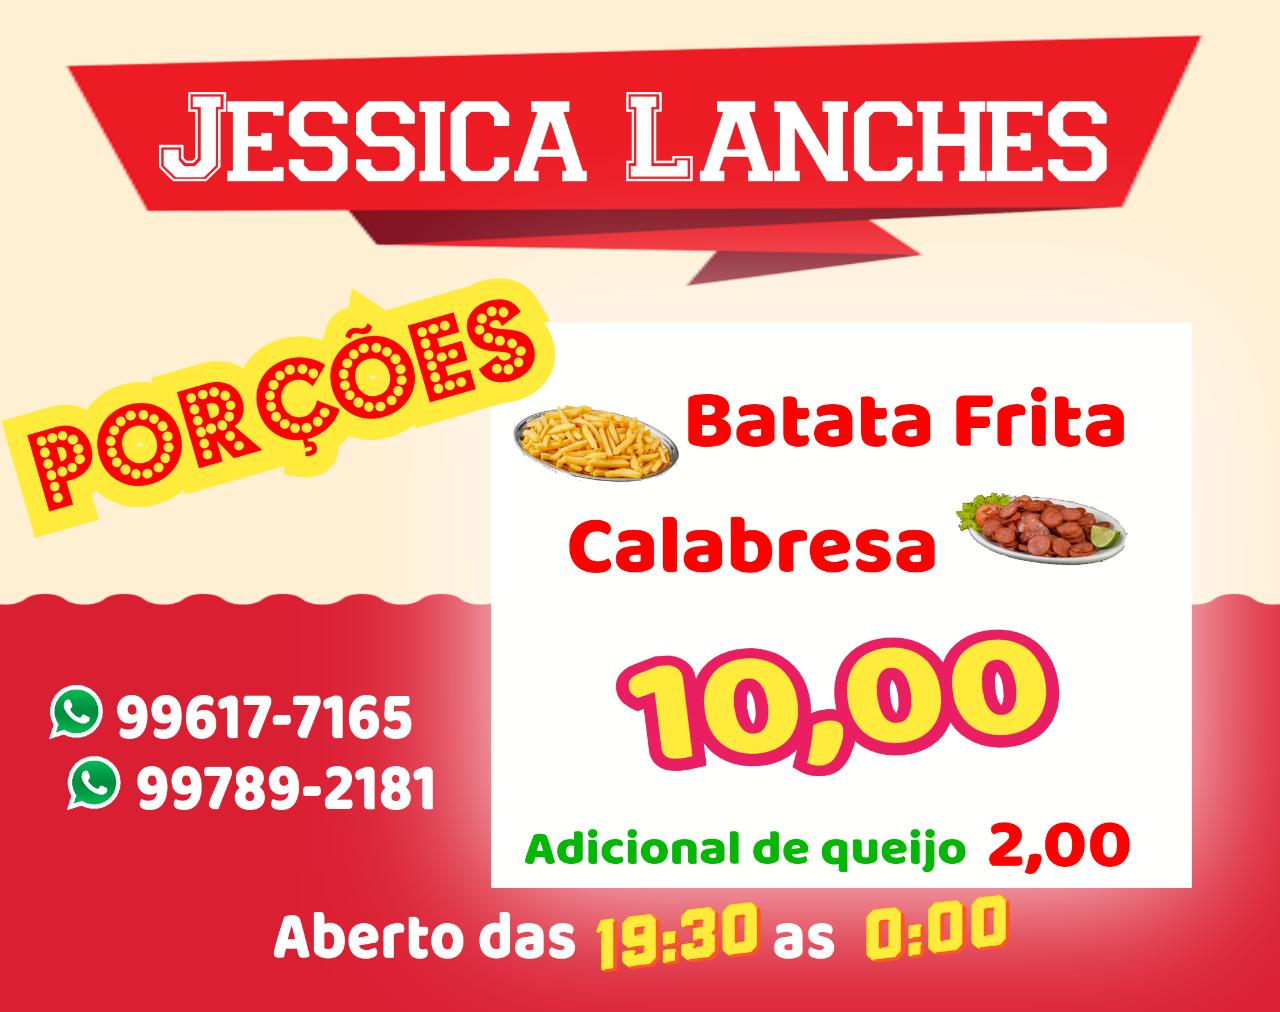 JESSICA LANCHES
PORÇÕES
Batata Frita
Calabresa
10,00
99617-7165
99789-2181
Adicional de queijo 2,00
Aberto das 19:30 as 0:00